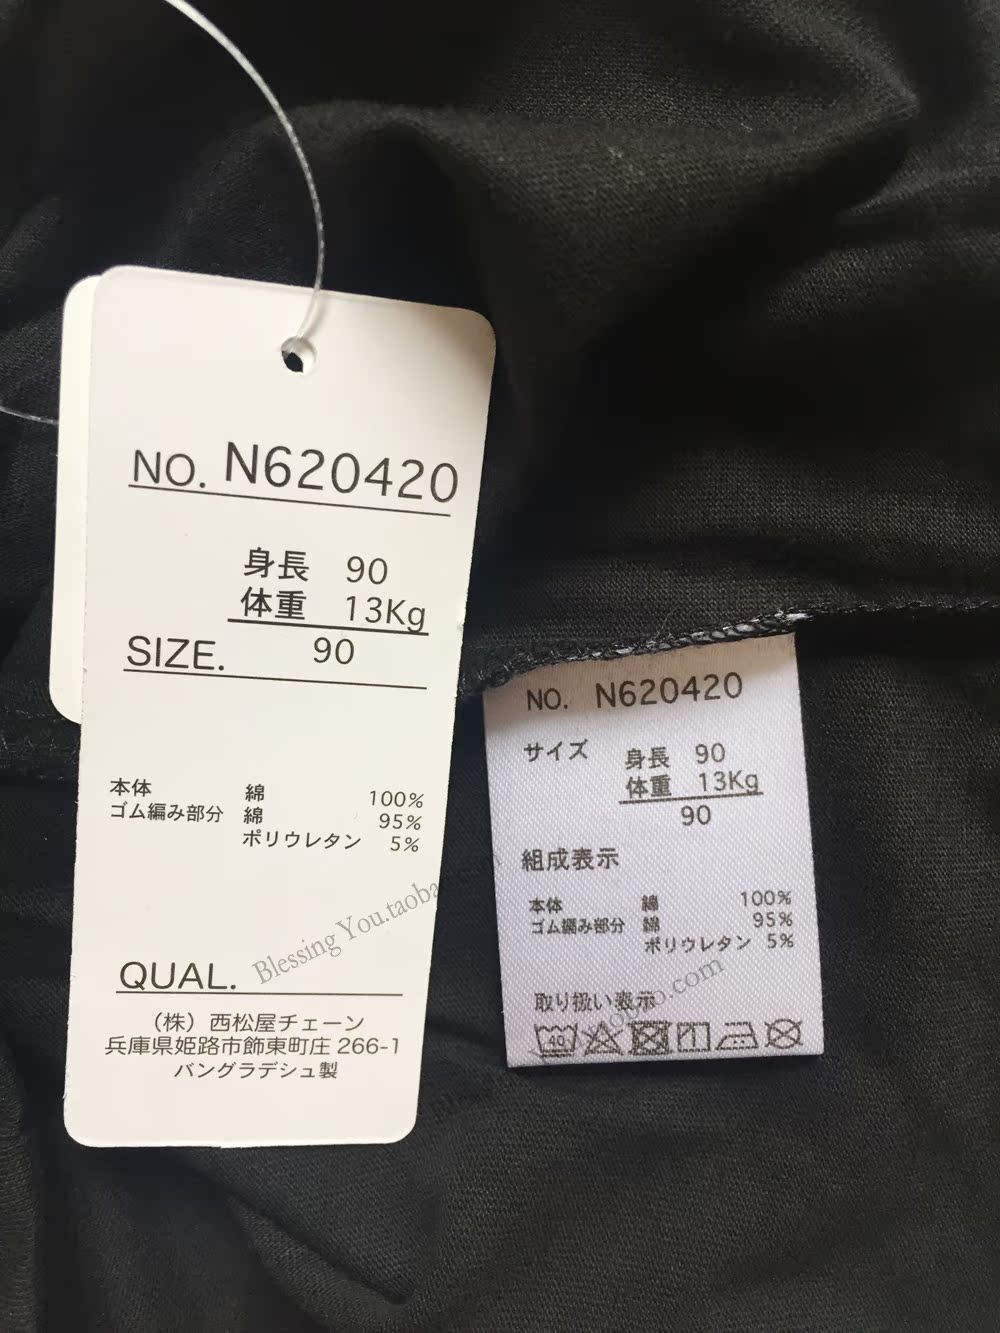 NO. N620420
身長 90
体重 13Kg
SIZE. 90
本体 綿 100%
ゴム編み部分 綿 95%
ポリウレタン 5%
Blessing You.taoba
QUAL.
（株）西松屋チェーン
兵庫県姫路市飾東町庄 266-1
バングラデシュ製
NO. N620420
サイズ 身長 90
体重 13Kg
90
組成表示
本体 綿 100%
ゴム編み部分 綿 95%
ポリウレタン 5%
取り扱い表示
40